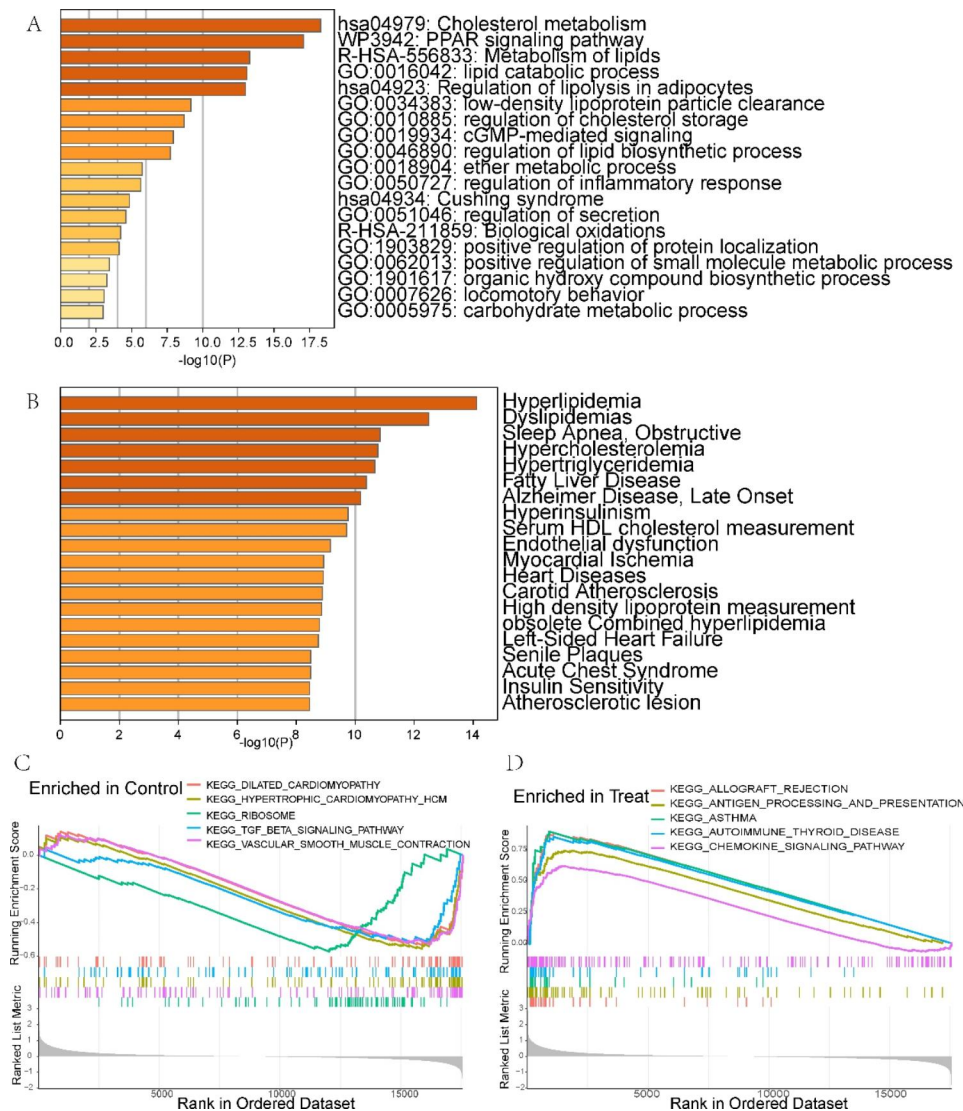 A
hsa04979: Cholesterol metabolism
WP3942: PPAR signaling pathway
R-HSA-556833: Metabolism of lipids
GO:0016042: lipid catabolic process
hsa04923: Regulation of lipolysis in adipocytes
GO:0034383: low-density lipoprotein particle clearance
GO:0010885: regulation of cholesterol storage
GO:0019934: cGMP-mediated signaling
GO:0046890: regulation of lipid biosynthetic process
GO:0018904: ether metabolic process
GO:0050727: regulation of inflammatory response
hsa04934: Cushing syndrome
GO:0051046: regulation of secretion
R-HSA-211859: Biological oxidations
GO:1903829: positive regulation of protein localization
GO:0062013: positive regulation of small molecule metabolic process
GO:1901617: organic hydroxy compound biosynthetic process
GO:0007626: locomotory behavior
GO:0005975: carbohydrate metabolic process
0.0 2.5 5.0 7.5 10.0 12.5 15.0 17.5
-log10(P)
B
Hyperlipidemia
Dyslipidemias
Sleep Apnea, Obstructive
Hypercholesterolemia
Hypertriglyceridemia
Fatty Liver Disease
Alzheimer Disease, Late Onset
Hyperinsulinism
Serum HDL cholesterol measurement
Endothelial dysfunction
Myocardial Ischemia
Heart Diseases
Carotid Atherosclerosis
High density lipoprotein measurement
obsolete Combined hyperlipidemia
Left-Sided Heart Failure
Senile Plaques
Acute Chest Syndrome
Insulin Sensitivity
Atherosclerotic lesion
0 2 4 6 8 10 12 14
-log10(P)
C
Enriched in Control
KEGG_DILATED_CARDIOMYOPATHY
KEGG_HYPERTROPHIC_CARDIOMYOPATHY_HCM
KEGG_RIBOSOME
KEGG_TGF_BETA_SIGNALING_PATHWAY
KEGG_VASCULAR_SMOOTH_MUSCLE_CONTRACTION
Running Enrichment Score
0.0
-0.2
-0.4
-0.6
Ranked List Metric
3
2
1
0
-1
-2
5000 10000 15000
Rank in Ordered Dataset
D
Enriched in Treat
KEGG_ALLOGRAFT_REJECTION
KEGG_ANTIGEN_PROCESSING_AND_PRESENTATION
KEGG_ASTHMA
KEGG_AUTOIMMUNE_THYROID_DISEASE
KEGG_CHEMOKINE_SIGNALING_PATHWAY
Running Enrichment Score
0.75
0.50
0.25
0.00
Ranked List Metric
3
2
1
0
-1
-2
5000 10000 15000
Rank in Ordered Dataset